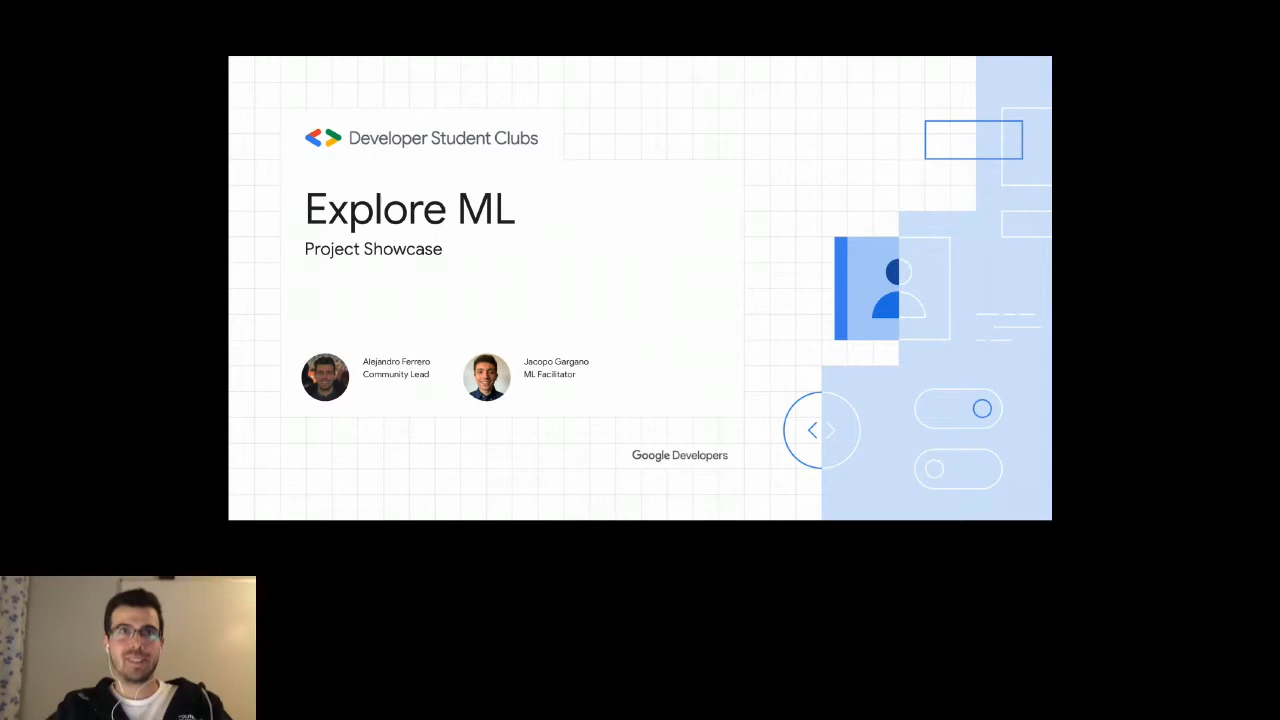 Developer Student Clubs
Explore ML
Project Showcase
Alejandro Ferrero
Community Lead
Jacopo Gargano
ML Facilitator
Google Developers